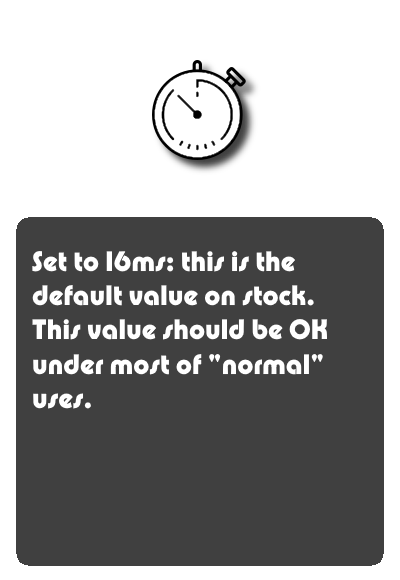 Set to 16ms: this is the
default value on stock.
This value should be OK
under most of "normal"
uses.